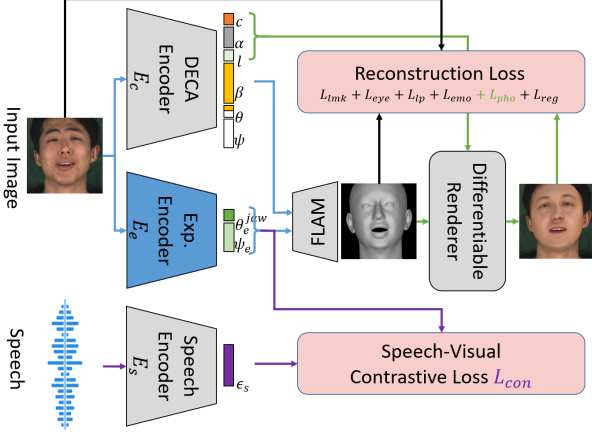 Input Image
DECA
Encoder
E_c
c
α
l
β
θ
ψ
Reconstruction Loss
L_lmk + L_eye + L_lp + L_emo + L_pho + L_reg
Exp.
Encoder
E_e
θ_e^jaw
ψ_e
FLAM
Differentiable
Renderer
Speech
Speech
Encoder
E_s
ϵ_s
Speech-Visual
Contrastive Loss L_con